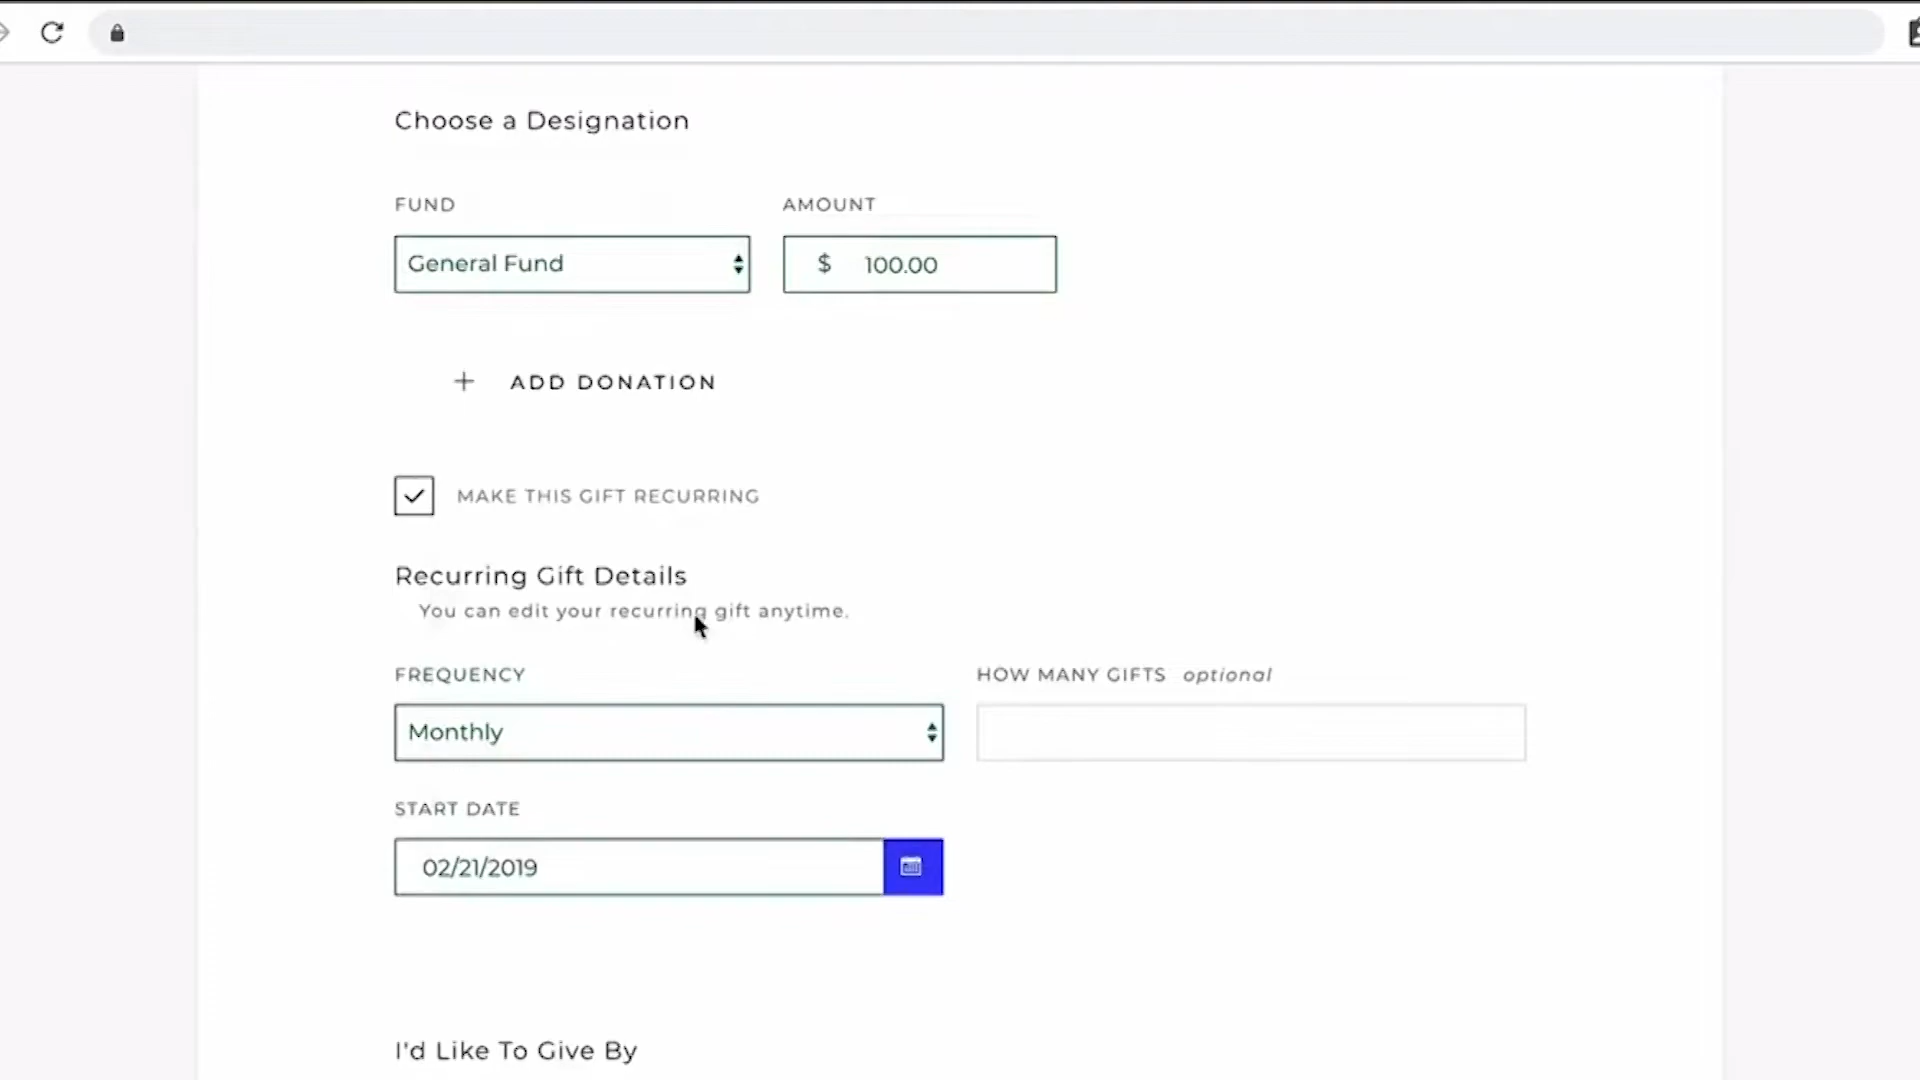 Choose a Designation
FUND
AMOUNT
General Fund
$ 100.00
+ ADD DONATION
MAKE THIS GIFT RECURRING
Recurring Gift Details
You can edit your recurring gift anytime.
FREQUENCY
HOW MANY GIFTS optional
Monthly
START DATE
02/21/2019
I'd Like To Give By